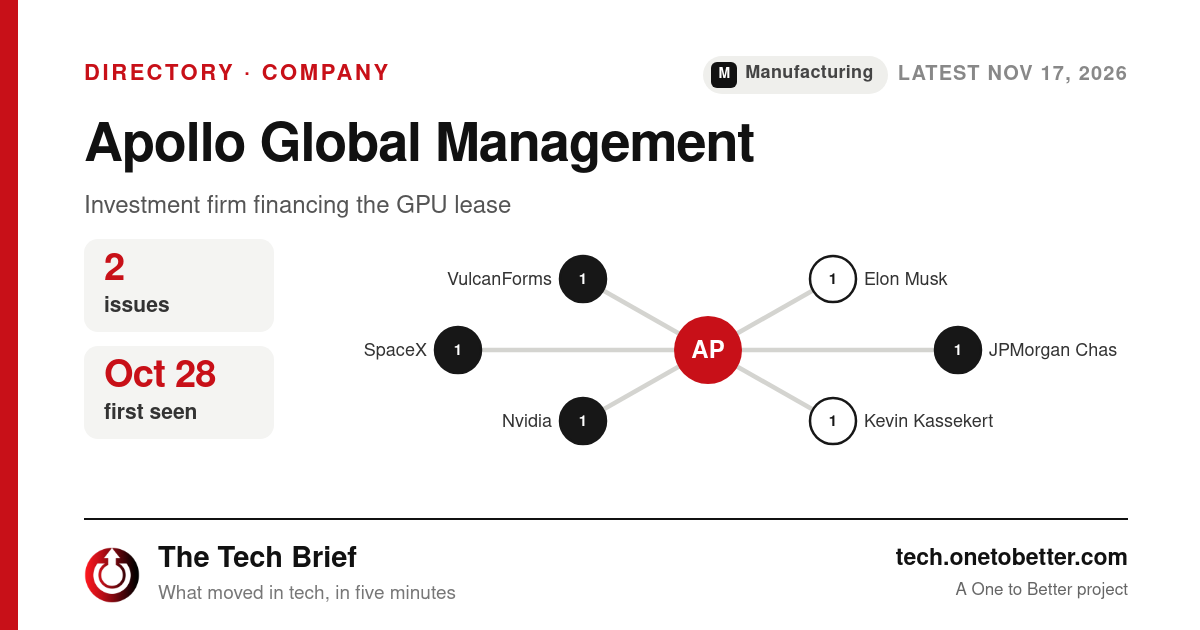 DIRECTORY · COMPANY
M Manufacturing
LATEST NOV 17, 2026
Apollo Global Management
Investment firm financing the GPU lease
2
issues
Oct 28
first seen
VulcanForms 1
1 Elon Musk
SpaceX 1
AP
1 JPMorgan Chas
Nvidia 1
1 Kevin Kassekert
The Tech Brief
What moved in tech, in five minutes
tech.onetobetter.com
A One to Better project